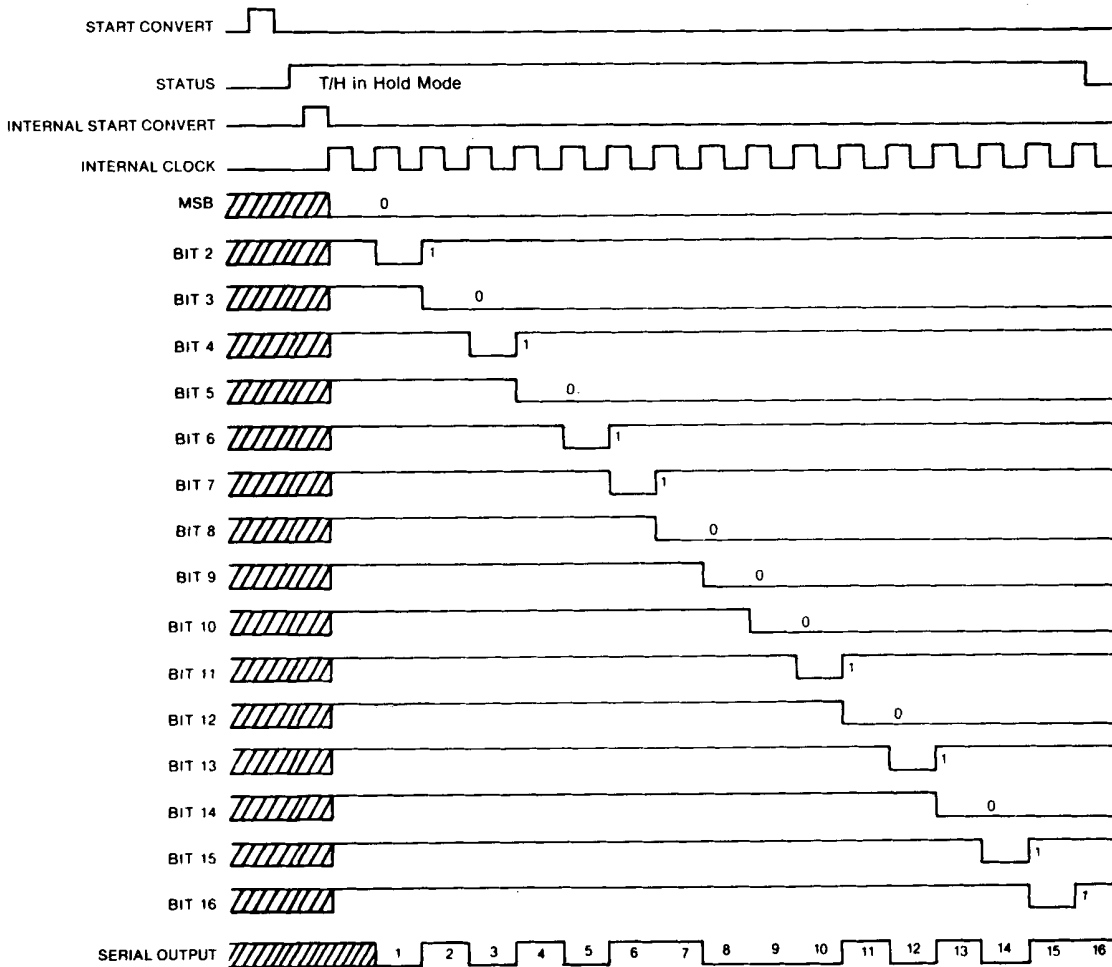 START CONVERT
STATUS T/H in Hold Mode
INTERNAL START CONVERT
INTERNAL CLOCK
MSB 0
BIT 2 1
BIT 3 0
BIT 4 1
BIT 5 0.
BIT 6 1
BIT 7 1
BIT 8 0
BIT 9 0
BIT 10 0
BIT 11 1
BIT 12 0
BIT 13 1
BIT 14 0
BIT 15 1
BIT 16 1
SERIAL OUTPUT 1 2 3 4 5 6 7 8 9 10 11 12 13 14 15 16